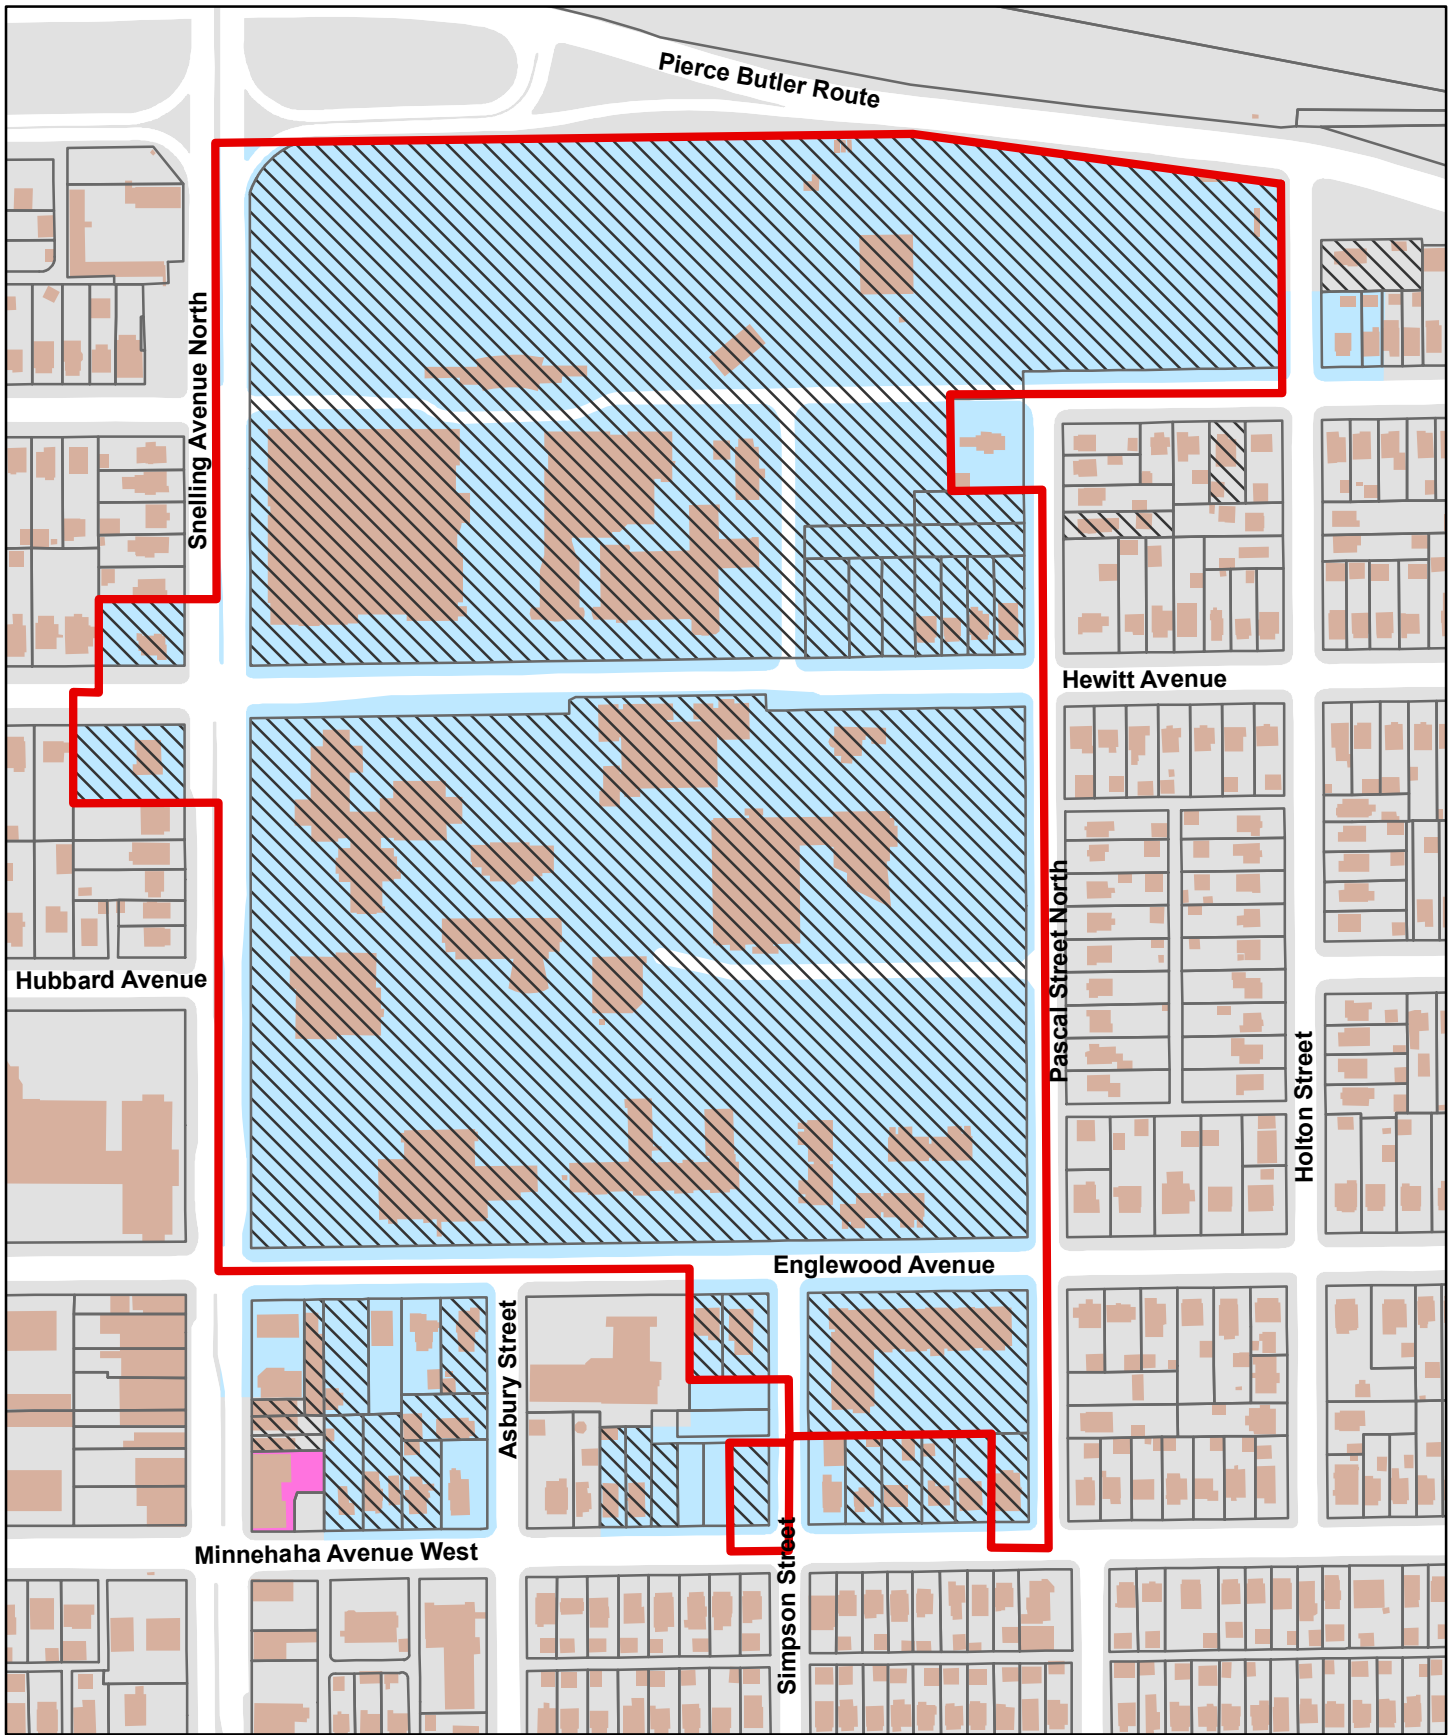 Pierce Butler Route
Snelling Avenue North
Hewitt Avenue
Pascal Street North
Hubbard Avenue
Holton Street
Englewood Avenue
Asbury Street
Minnehaha Avenue West
Simpson Street